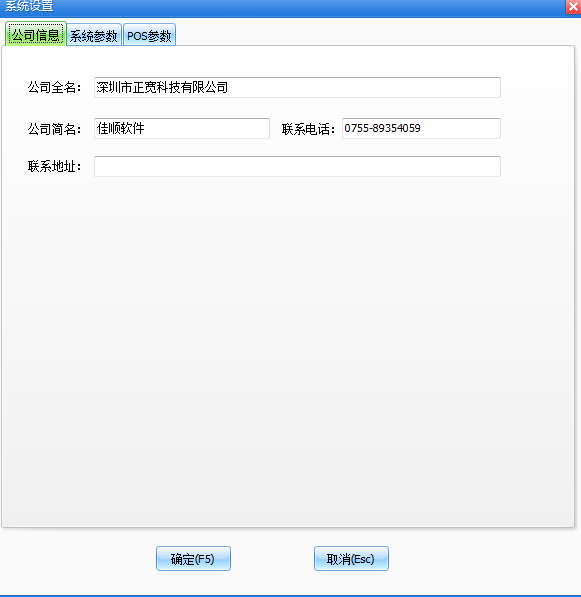 系统设置
公司信息 系统参数 POS参数
公司全名： 深圳市正宽科技有限公司
公司简名： 佳顺软件 联系电话： 0755-89354059
联系地址：
确定(F5) 取消(Esc)